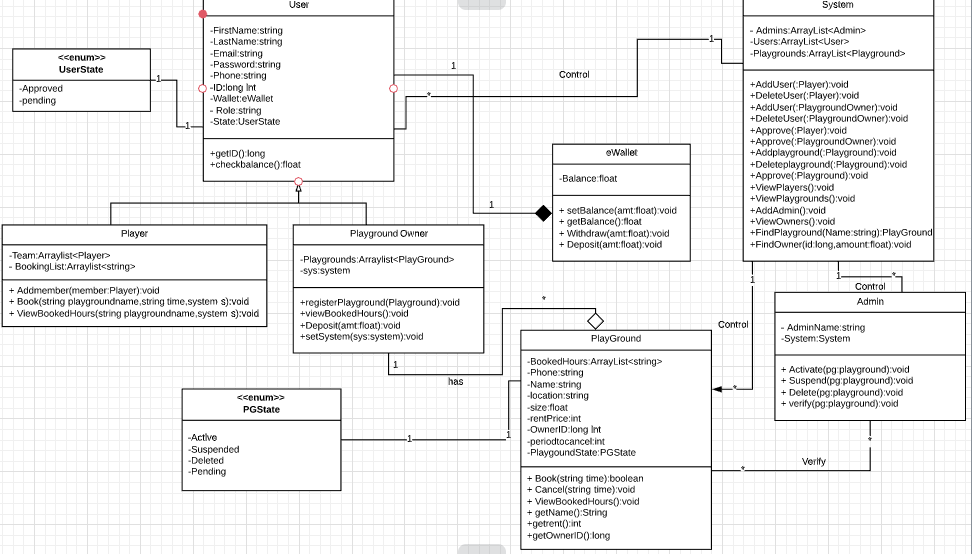 User
-FirstName:string
-LastName:string
-Email:string
-Password:string
-Phone:string
-ID:long Int
-Wallet:eWallet
- Role:string
-State:UserState
+getID():long
+checkbalance():float
<<enum>>
UserState
-Approved
-pending
1
1
1
1
*
Control
1
System
- Admins:ArrayList<Admin>
-Users:ArrayList<User>
-Playgrounds:ArrayList<Playground>
+AddUser(:Player):void
+DeleteUser(:Player):void
+AddUser(:PlaygroundOwner):void
+DeleteUser(:PlaygroundOwner):void
+Approve(:Player):void
+Approve(:PlaygroundOwner):void
+Addplayground(:Playground):void
+Deleteplayground(:Playground):void
+Approve(:Playground):void
+ViewPlayers():void
+ViewPlaygrounds():void
+AddAdmin():void
+ViewOwners():void
+FindPlayground(Name:string):PlayGround
+FindOwner(id:long,amount:float):void
eWallet
-Balance:float
+ setBalance(amt:float):void
+ getBalance():float
+ Withdraw(amt:float):void
+ Deposit(amt:float):void
Player
-Team:Arraylist<Player>
- BookingList:Arraylist<string>
+ Addmember(member:Player):void
+ Book(string playgroundname,string time,system s):void
+ ViewBookedHours(string playgroundname,system s):void
Playground Owner
-Playgrounds:Arraylist<PlayGround>
-sys:system
+registerPlayground(Playground):void
+viewBookedHours():void
+Deposit(amt:float):void
+setSystem(sys:system):void
1
has
*
1
Control
*
1
*
Control
Admin
- AdminName:string
-System:System
+ Activate(pg:playground):void
+ Suspend(pg:playground):void
+ Delete(pg:playground):void
+ verify(pg:playground):void
*
Verify
*
PlayGround
-BookedHours:ArrayList<string>
-Phone:string
-Name:string
-location:string
-size:float
-rentPrice:int
-OwnerID:long Int
-periodtocancel:int
-PlaygoundState:PGState
+ Book(string time):boolean
+ Cancel(string time):void
+ ViewBookedHours():void
+ getName():String
+getrent():int
+getOwnerID():long
<<enum>>
PGState
-Active
-Suspended
-Deleted
-Pending
1
1